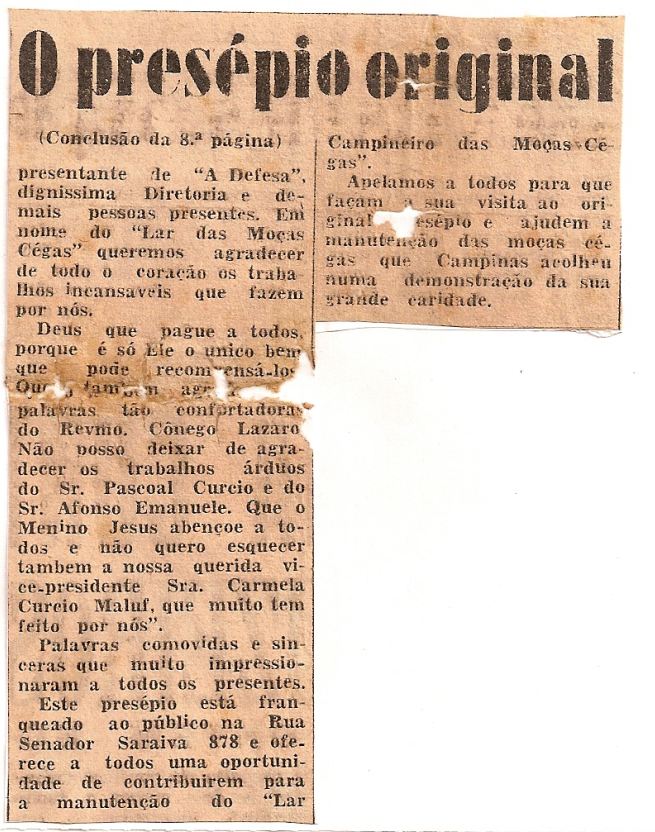 O presépio original
(Conclusão da 8.ª página)
presentante de "A Defesa",
dignissima Diretoria e de-
mais pessoas presentes. Em
nome do "Lar das Moças
Cégas" queremos agradecer
de todo o coração os traba-
lhos incansaveis que fazem
por nós.
Deus que pague a todos,
porque é só Ele o unico bem
que pode
tambem
palavras tão confortadoras
do Revmo. Cônego Lazaro
Não posso deixar de agra-
decer os trabalhos árduos
do Sr. Pascoal Curcio e do
Sr. Afonso Emanuele. Que o
Menino Jesus abençoe a to-
dos e não quero esquecer
tambem a nossa querida vi-
ce-presidente Sra. Carmela
Curcio Maluf, que muito tem
feito por nós".
Palavras comovidas e sin-
ceras que muito impressio-
naram a todos os presentes.
Este presépio está fran-
queado ao público na Rua
Senador Saraiva 878 e ofe-
rece a todos uma oportuni-
dade de contribuirem para
a manutenção do "Lar
Campineiro das Moças Cé-
gas".
Apelamos a todos para que
façam a sua visita ao ori-
ginal e ajudem a
manutenção das moças cé-
gas que Campinas acolheu
numa demonstração da sua
grande caridade.